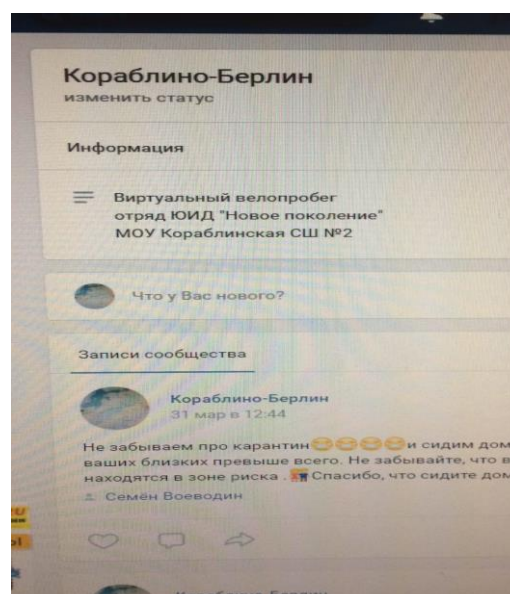 Кораблино-Берлин
изменить статус
Информация
Виртуальный велопробег
отряд ЮИД "Новое поколение"
МОУ Кораблинская СШ №2
Что у Вас нового?
Записи сообщества
Кораблино-Берлин
31 мар в 12:44
Не забываем про карантин😂😂😂😂и сидим дом
ваших близких превыше всего. Не забывайте, что в
находятся в зоне риска . Спасибо, что сидите дом
Семён Воеводин